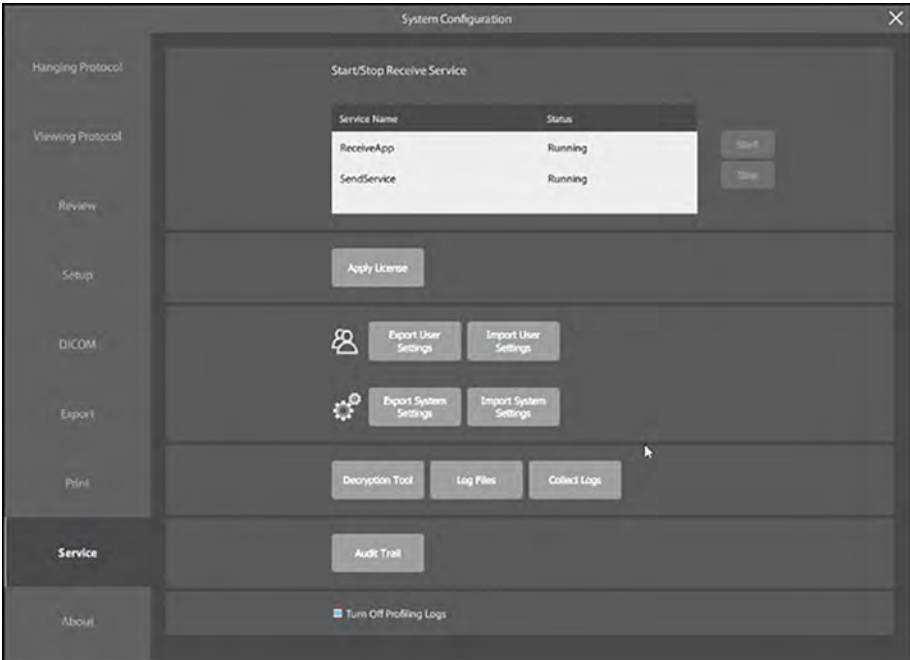 System Configuration
Hanging Protocol
Viewing Protocol
Review
Setup
DICOM
Export
Print
Service
About
Start/Stop Receive Service
Service Name Status
ReceiveApp Running
SendService Running
Start
Stop
Apply License
Export User
Settings
Import User
Settings
Export System
Settings
Import System
Settings
Decryption Tool
Log Files
Collect Logs
Audit Trail
Turn Off Profiling Logs